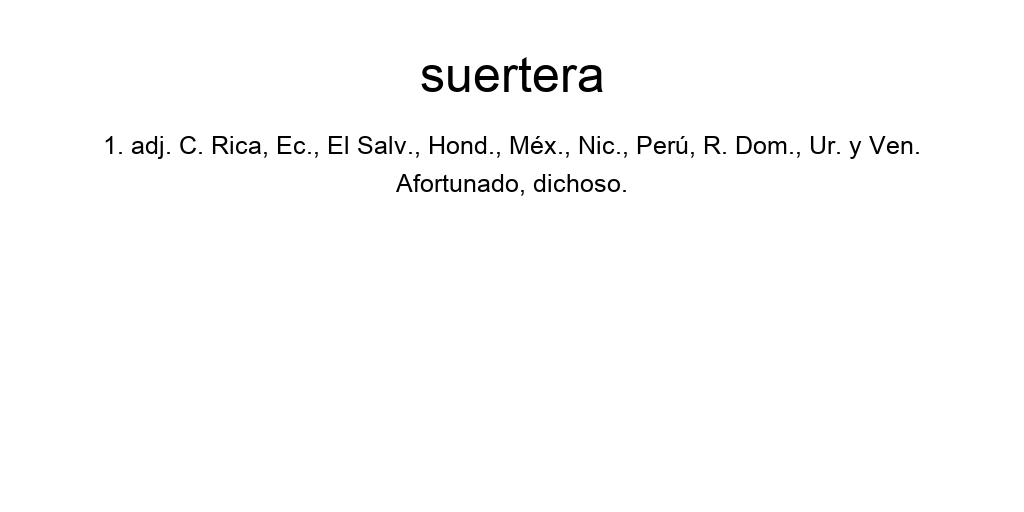 suertera
1. adj. C. Rica, Ec., El Salv., Hond., Méx., Nic., Perú, R. Dom., Ur. y Ven.
Afortunado, dichoso.